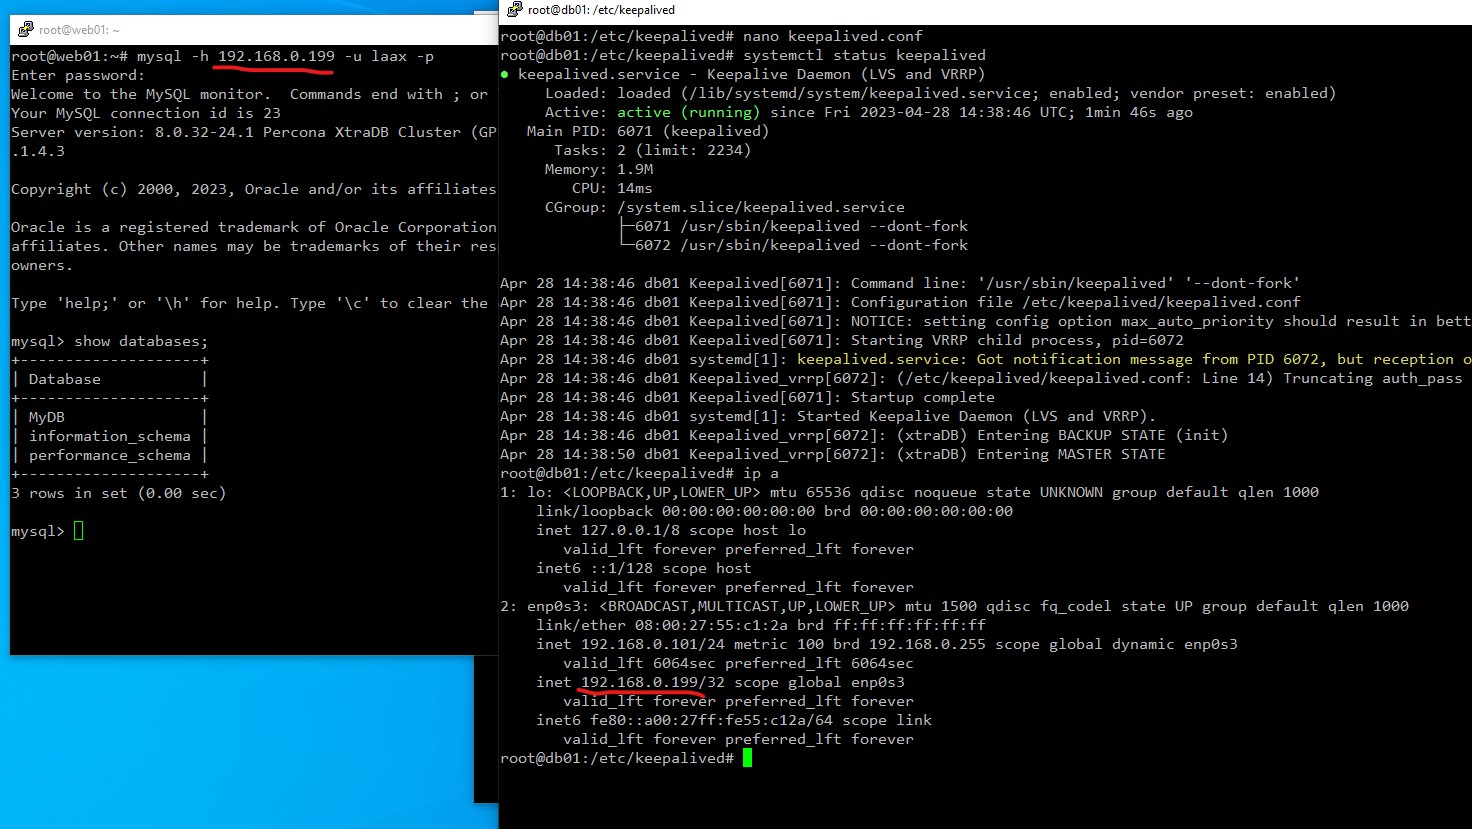 root@web01: ~
root@web01:~# mysql -h 192.168.0.199 -u laax -p
Enter password:
Welcome to the MySQL monitor.  Commands end with ; or
Your MySQL connection id is 23
Server version: 8.0.32-24.1 Percona XtraDB Cluster (GP
.1.4.3
Copyright (c) 2000, 2023, Oracle and/or its affiliates
Oracle is a registered trademark of Oracle Corporation
affiliates. Other names may be trademarks of their res
owners.
Type 'help;' or '\h' for help. Type '\c' to clear the
mysql> show databases;
+--------------------+
| Database           |
+--------------------+
| MyDB               |
| information_schema |
| performance_schema |
+--------------------+
3 rows in set (0.00 sec)
mysql>
root@db01: /etc/keepalived
root@db01:/etc/keepalived# nano keepalived.conf
root@db01:/etc/keepalived# systemctl status keepalived
● keepalived.service - Keepalive Daemon (LVS and VRRP)
Loaded: loaded (/lib/systemd/system/keepalived.service; enabled; vendor preset: enabled)
Active: active (running) since Fri 2023-04-28 14:38:46 UTC; 1min 46s ago
Main PID: 6071 (keepalived)
Tasks: 2 (limit: 2234)
Memory: 1.9M
CPU: 14ms
CGroup: /system.slice/keepalived.service
├─6071 /usr/sbin/keepalived --dont-fork
└─6072 /usr/sbin/keepalived --dont-fork
Apr 28 14:38:46 db01 Keepalived[6071]: Command line: '/usr/sbin/keepalived' '--dont-fork'
Apr 28 14:38:46 db01 Keepalived[6071]: Configuration file /etc/keepalived/keepalived.conf
Apr 28 14:38:46 db01 Keepalived[6071]: NOTICE: setting config option max_auto_priority should result in bett
Apr 28 14:38:46 db01 Keepalived[6071]: Starting VRRP child process, pid=6072
Apr 28 14:38:46 db01 systemd[1]: keepalived.service: Got notification message from PID 6072, but reception o
Apr 28 14:38:46 db01 Keepalived_vrrp[6072]: (/etc/keepalived/keepalived.conf: Line 14) Truncating auth_pass
Apr 28 14:38:46 db01 Keepalived[6071]: Startup complete
Apr 28 14:38:46 db01 systemd[1]: Started Keepalive Daemon (LVS and VRRP).
Apr 28 14:38:46 db01 Keepalived_vrrp[6072]: (xtraDB) Entering BACKUP STATE (init)
Apr 28 14:38:50 db01 Keepalived_vrrp[6072]: (xtraDB) Entering MASTER STATE
root@db01:/etc/keepalived# ip a
1: lo: <LOOPBACK,UP,LOWER_UP> mtu 65536 qdisc noqueue state UNKNOWN group default qlen 1000
link/loopback 00:00:00:00:00:00 brd 00:00:00:00:00:00
inet 127.0.0.1/8 scope host lo
valid_lft forever preferred_lft forever
inet6 ::1/128 scope host
valid_lft forever preferred_lft forever
2: enp0s3: <BROADCAST,MULTICAST,UP,LOWER_UP> mtu 1500 qdisc fq_codel state UP group default qlen 1000
link/ether 08:00:27:55:c1:2a brd ff:ff:ff:ff:ff:ff
inet 192.168.0.101/24 metric 100 brd 192.168.0.255 scope global dynamic enp0s3
valid_lft 6064sec preferred_lft 6064sec
inet 192.168.0.199/32 scope global enp0s3
valid_lft forever preferred_lft forever
inet6 fe80::a00:27ff:fe55:c12a/64 scope link
valid_lft forever preferred_lft forever
root@db01:/etc/keepalived#